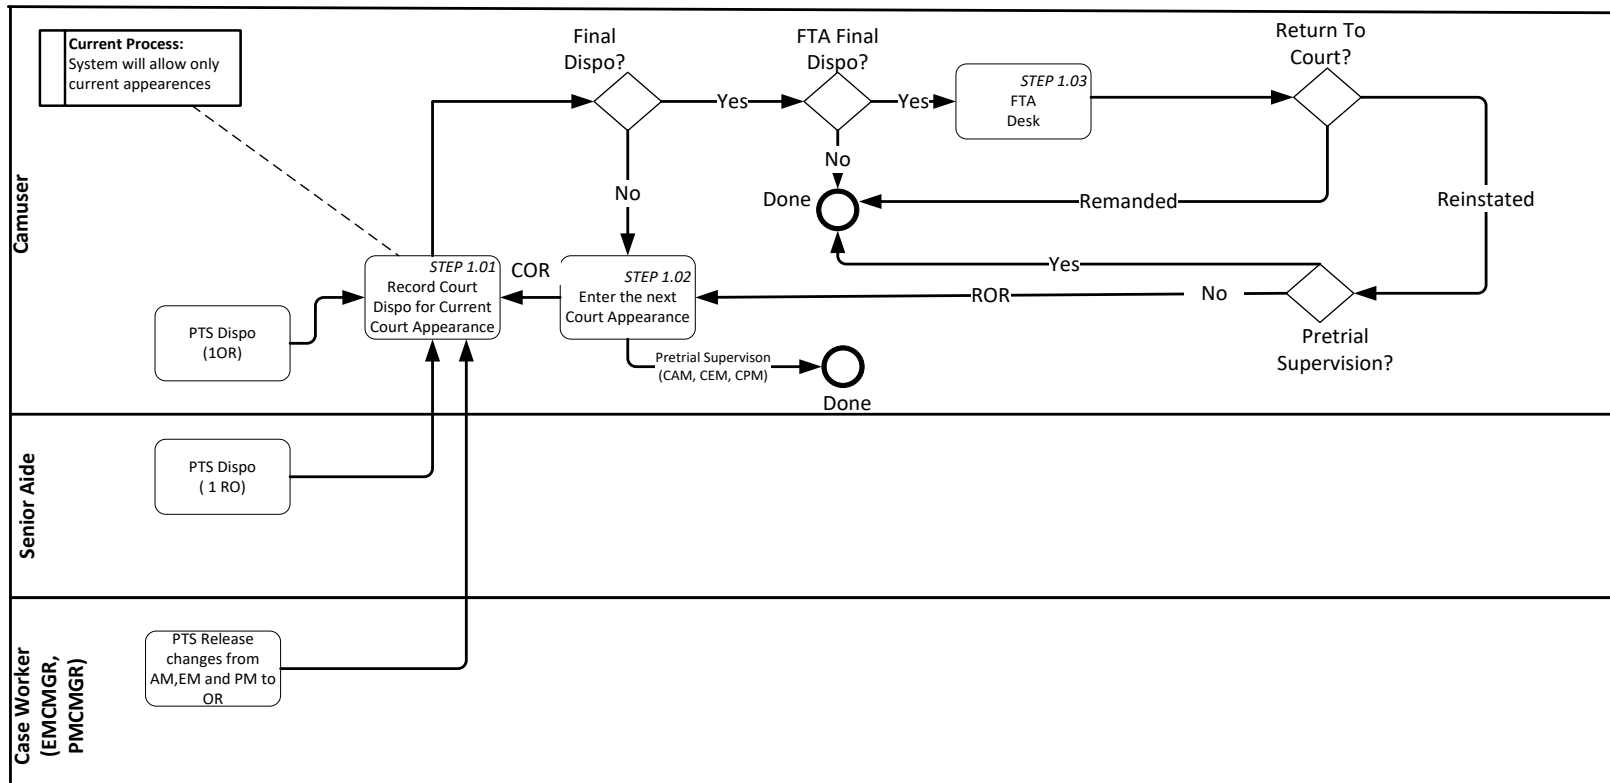 Camuser
Current Process:
System will allow only
current appearences
Final
Dispo?
FTA Final
Dispo?
Return To
Court?
Yes
Yes
STEP 1.03
FTA
Desk
No
No
Done
Remanded
Reinstated
STEP 1.01
Record Court
Dispo for Current
Court Appearance
COR
STEP 1.02
Enter the next
Court Appearance
Yes
ROR
No
Pretrial
Supervision?
PTS Dispo
(1OR)
Pretrial Supervison
(CAM, CEM, CPM)
Done
Senior Aide
PTS Dispo
( 1 RO)
Case Worker
(EMCMGR,
PMCMGR)
PTS Release
changes from
AM,EM and PM to
OR